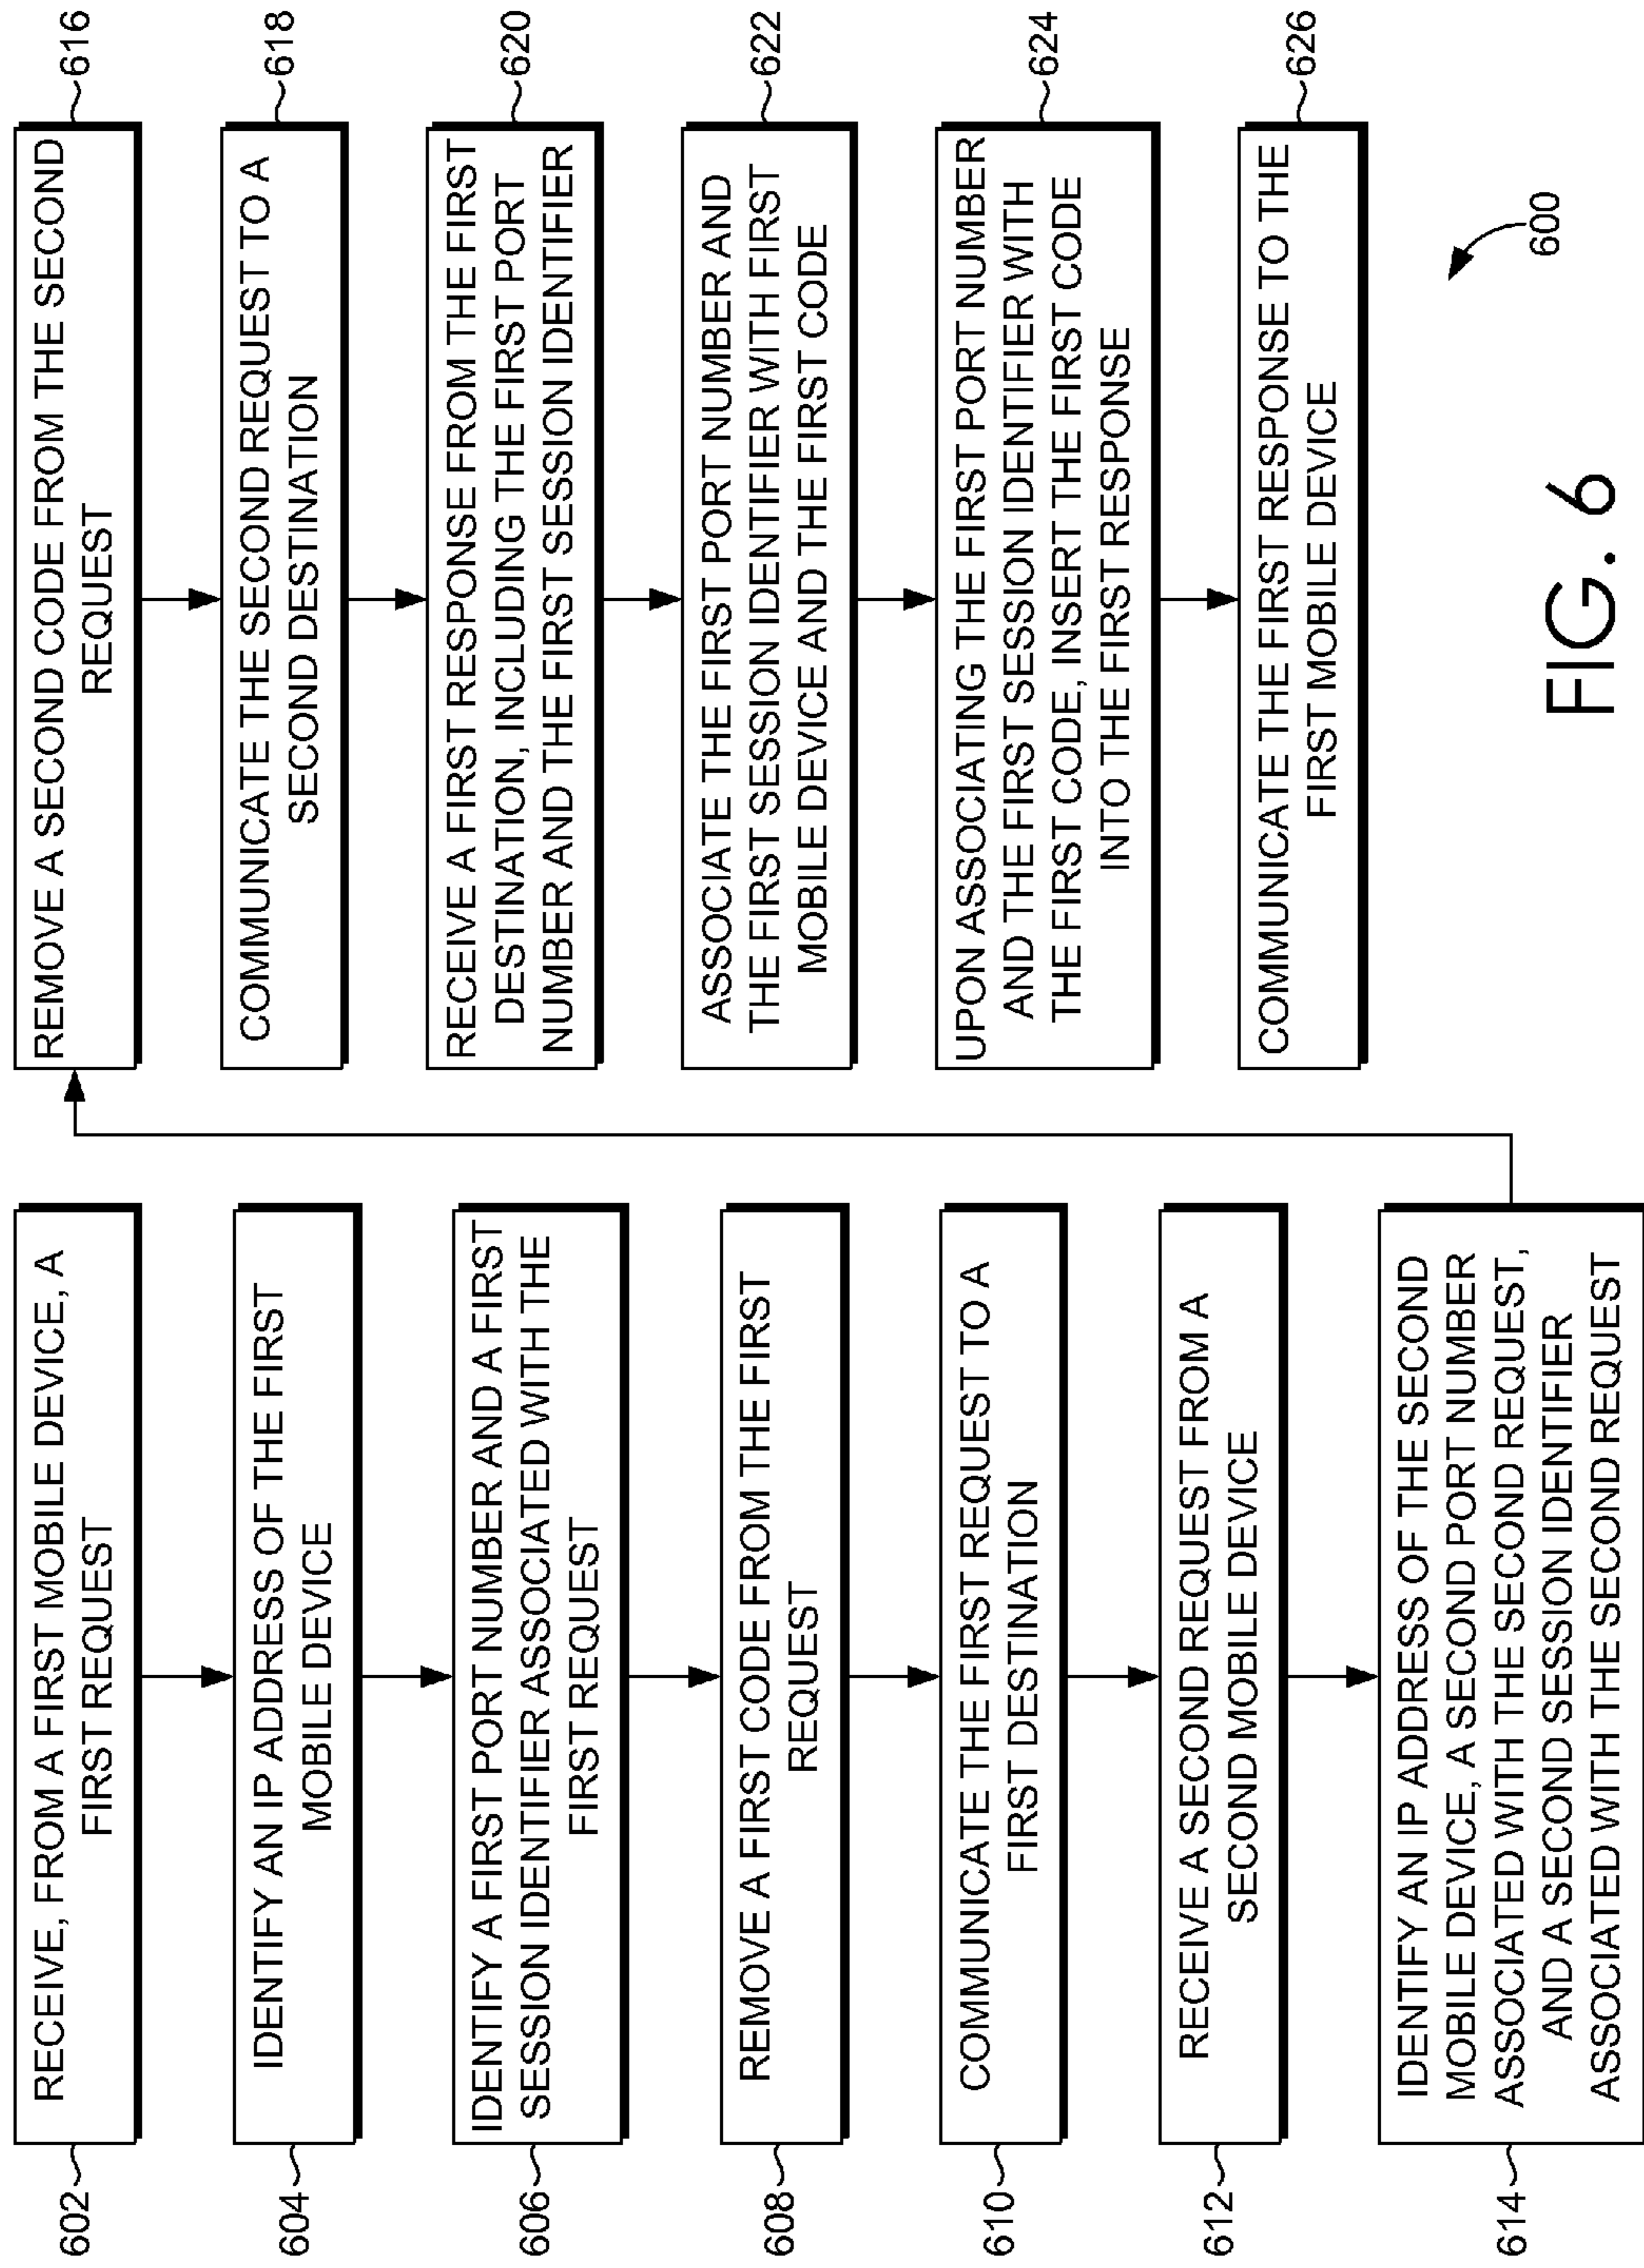 602
RECEIVE, FROM A FIRST MOBILE DEVICE, A
FIRST REQUEST
604
IDENTIFY AN IP ADDRESS OF THE FIRST
MOBILE DEVICE
606
IDENTIFY A FIRST PORT NUMBER AND A FIRST
SESSION IDENTIFIER ASSOCIATED WITH THE
FIRST REQUEST
608
REMOVE A FIRST CODE FROM THE FIRST
REQUEST
610
COMMUNICATE THE FIRST REQUEST TO A
FIRST DESTINATION
612
RECEIVE A SECOND REQUEST FROM A
SECOND MOBILE DEVICE
614
IDENTIFY AN IP ADDRESS OF THE SECOND
MOBILE DEVICE, A SECOND PORT NUMBER
ASSOCIATED WITH THE SECOND REQUEST,
AND A SECOND SESSION IDENTIFIER
ASSOCIATED WITH THE SECOND REQUEST
REMOVE A SECOND CODE FROM THE SECOND
REQUEST
616
COMMUNICATE THE SECOND REQUEST TO A
SECOND DESTINATION
618
RECEIVE A FIRST RESPONSE FROM THE FIRST
DESTINATION, INCLUDING THE FIRST PORT
NUMBER AND THE FIRST SESSION IDENTIFIER
620
ASSOCIATE THE FIRST PORT NUMBER AND
THE FIRST SESSION IDENTIFIER WITH FIRST
MOBILE DEVICE AND THE FIRST CODE
622
UPON ASSOCIATING THE FIRST PORT NUMBER
AND THE FIRST SESSION IDENTIFIER WITH
THE FIRST CODE, INSERT THE FIRST CODE
INTO THE FIRST RESPONSE
624
COMMUNICATE THE FIRST RESPONSE TO THE
FIRST MOBILE DEVICE
626
600
FIG. 6